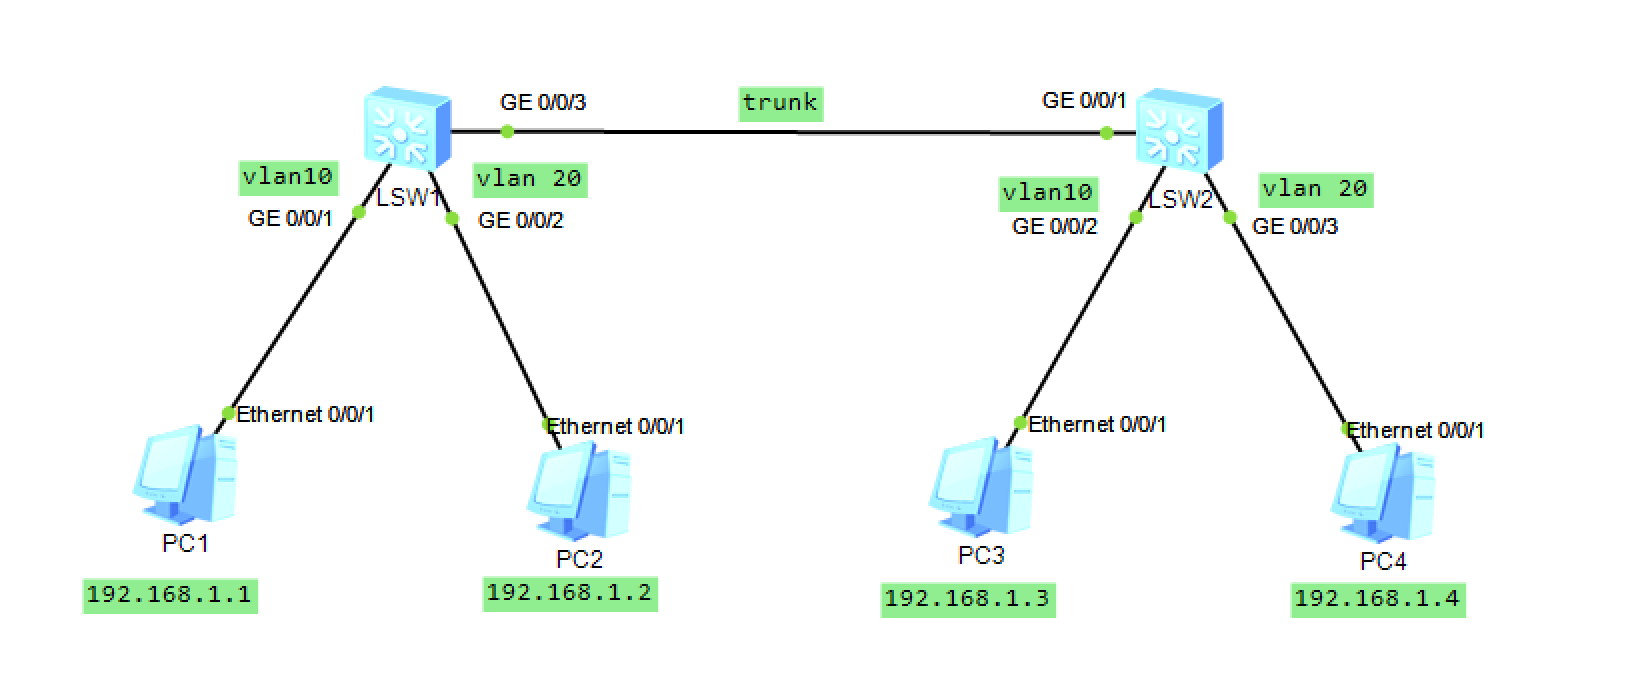 GE 0/0/3
trunk
GE 0/0/1
vlan10
LSW1
vlan 20
GE 0/0/1
GE 0/0/2
vlan10
LSW2
vlan 20
GE 0/0/2
GE 0/0/3
Ethernet 0/0/1
Ethernet 0/0/1
Ethernet 0/0/1
Ethernet 0/0/1
PC1
PC2
PC3
PC4
192.168.1.1
192.168.1.2
192.168.1.3
192.168.1.4